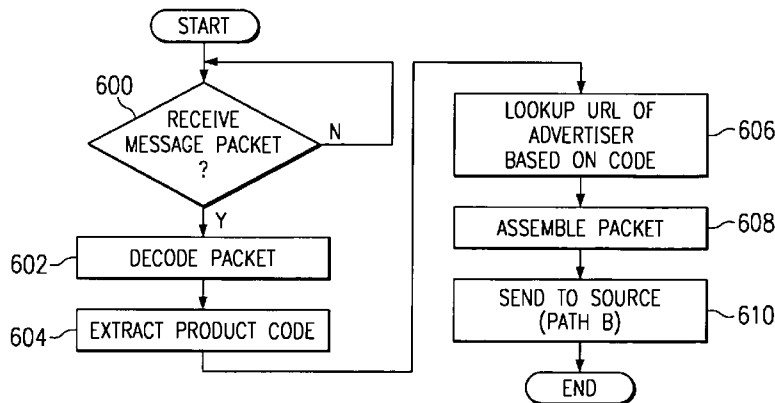 START
600
RECEIVE
MESSAGE PACKET
?
N
Y
602
DECODE PACKET
604
EXTRACT PRODUCT CODE
LOOKUP URL OF
ADVERTISER
BASED ON CODE
606
ASSEMBLE PACKET
608
SEND TO SOURCE
(PATH B)
610
END